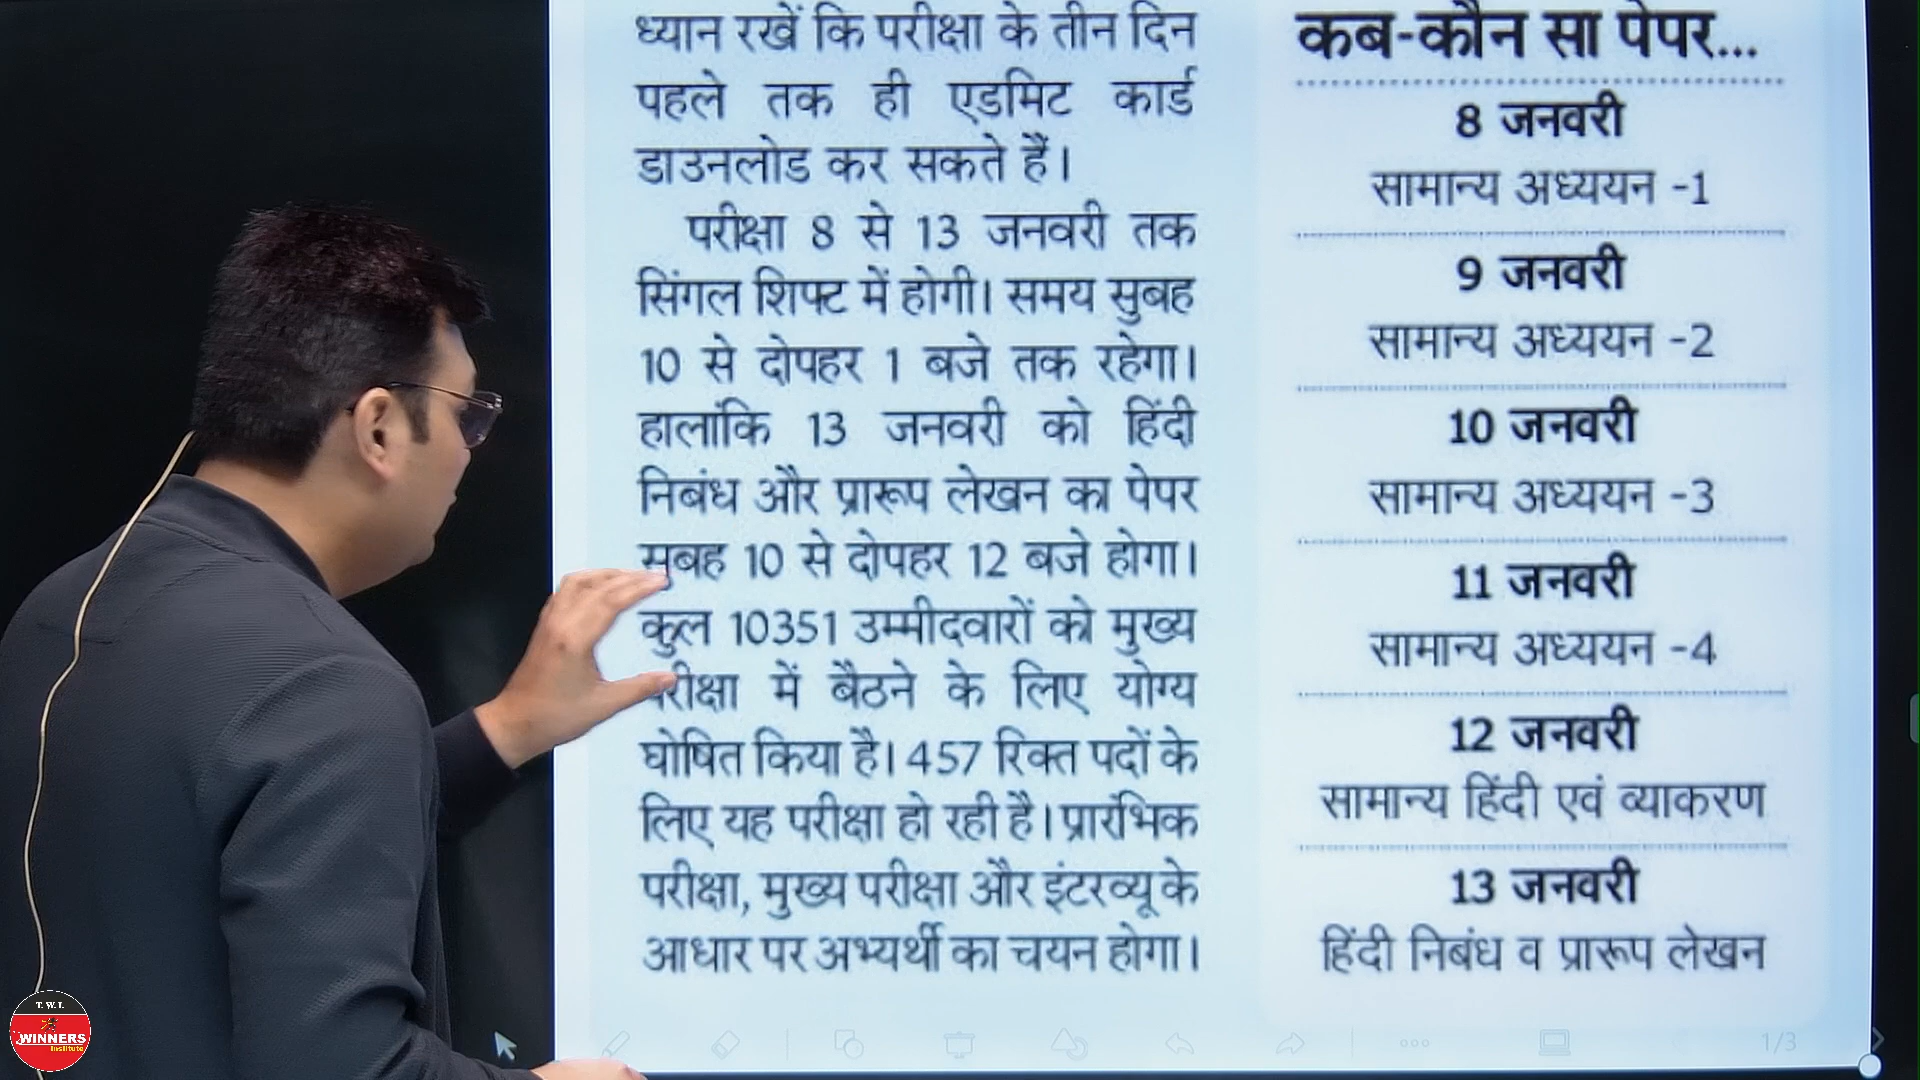 ध्यान रखें कि परीक्षा के तीन दिन
पहले तक ही एडमिट कार्ड
डाउनलोड कर सकते हैं।
परीक्षा 8 से 13 जनवरी तक
सिंगल शिफ्ट में होगी। समय सुबह
10 से दोपहर 1 बजे तक रहेगा।
हालांकि 13 जनवरी को हिंदी
निबंध और प्रारूप लेखन का पेपर
सुबह 10 से दोपहर 12 बजे होगा।
कुल 10351 उम्मीदवारों को मुख्य
परीक्षा में बैठने के लिए योग्य
घोषित किया है। 457 रिक्त पदों के
लिए यह परीक्षा हो रही है। प्रारंभिक
परीक्षा, मुख्य परीक्षा और इंटरव्यू के
आधार पर अभ्यर्थी का चयन होगा।
कब-कौन सा पेपर...
8 जनवरी
सामान्य अध्ययन -1
9 जनवरी
सामान्य अध्ययन -2
10 जनवरी
सामान्य अध्ययन -3
11 जनवरी
सामान्य अध्ययन -4
12 जनवरी
सामान्य हिंदी एवं व्याकरण
13 जनवरी
हिंदी निबंध व प्रारूप लेखन
1/3
T. W. I.
WINNERS
Institute